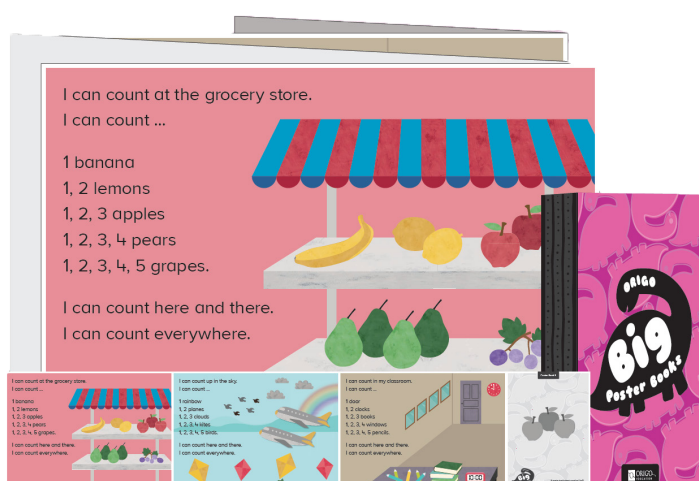 I can count at the grocery store.
I can count ...
1 banana
1, 2 lemons
1, 2, 3 apples
1, 2, 3, 4 pears
1, 2, 3, 4, 5 grapes.
I can count here and there.
I can count everywhere.
ORIGO
Big
Poster Books
ORIGO
EDUCATION
I can count at the grocery store.
I can count ...
1 banana
1, 2 lemons
1, 2, 3 apples
1, 2, 3, 4 pears
1, 2, 3, 4, 5 grapes.
I can count here and there.
I can count everywhere.
I can count up in the sky.
I can count ...
1 rainbow
1, 2 planes
1, 2, 3 clouds
1, 2, 3, 4 kites
1, 2, 3, 4, 5 birds.
I can count here and there.
I can count everywhere.
I can count in my classroom.
I can count ...
1 door
1, 2 clocks
1, 2, 3 books
1, 2, 3, 4 windows
1, 2, 3, 4, 5 pencils.
I can count here and there.
I can count everywhere.
10:00
Big